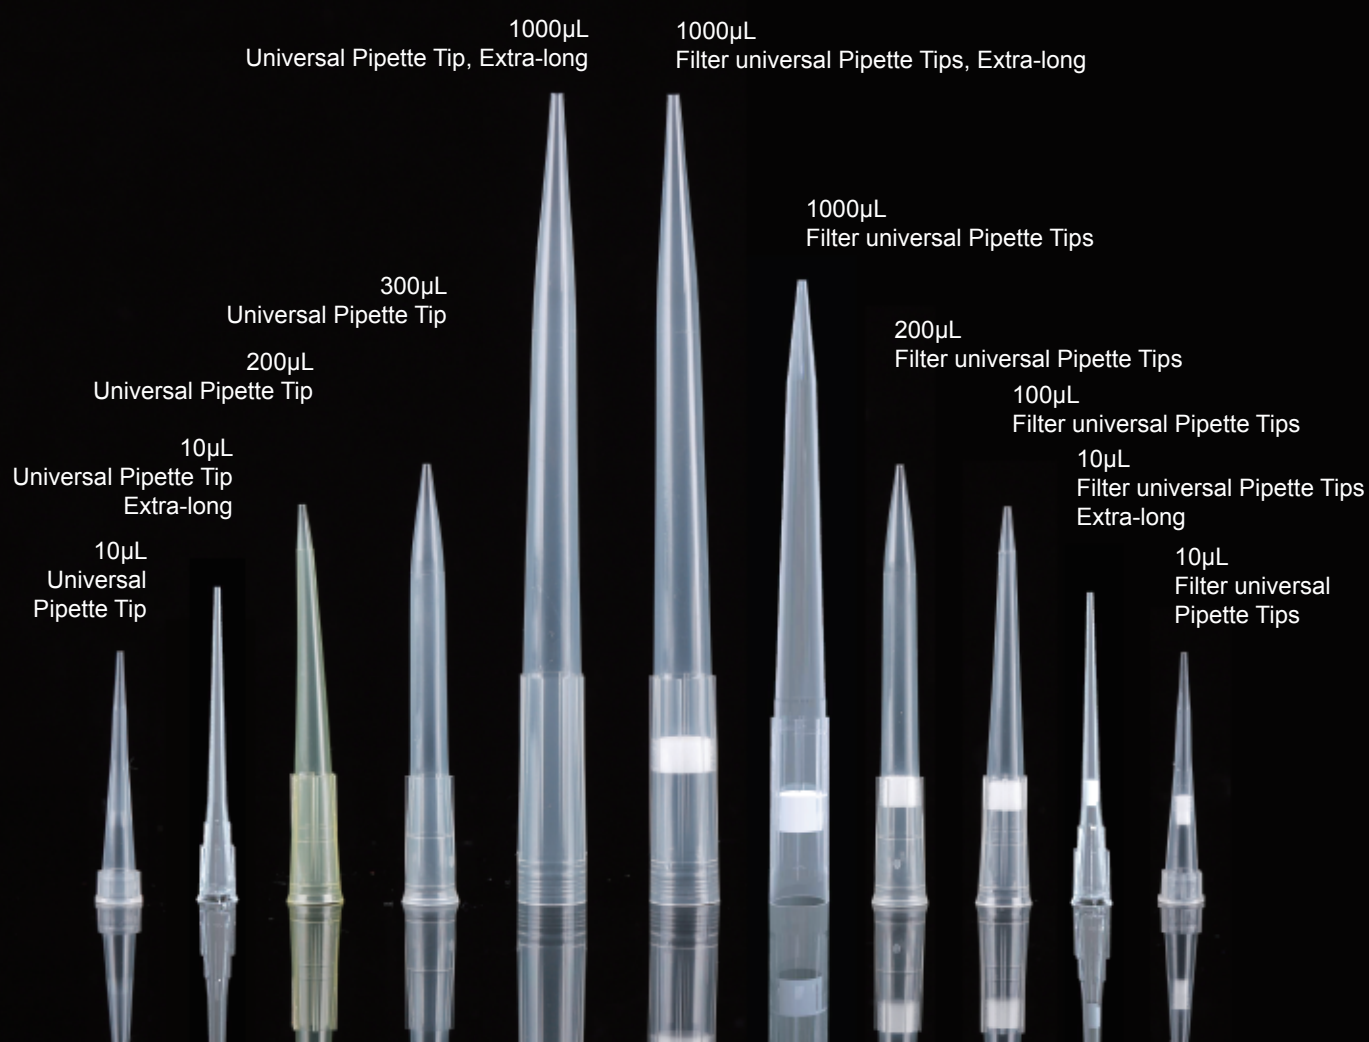 1000µL
Universal Pipette Tip, Extra-long
1000µL
Filter universal Pipette Tips, Extra-long
1000µL
Filter universal Pipette Tips
300µL
Universal Pipette Tip
200µL
Filter universal Pipette Tips
200µL
Universal Pipette Tip
100µL
Filter universal Pipette Tips
10µL
Universal Pipette Tip
Extra-long
10µL
Filter universal Pipette Tips
Extra-long
10µL
Universal
Pipette Tip
10µL
Filter universal
Pipette Tips